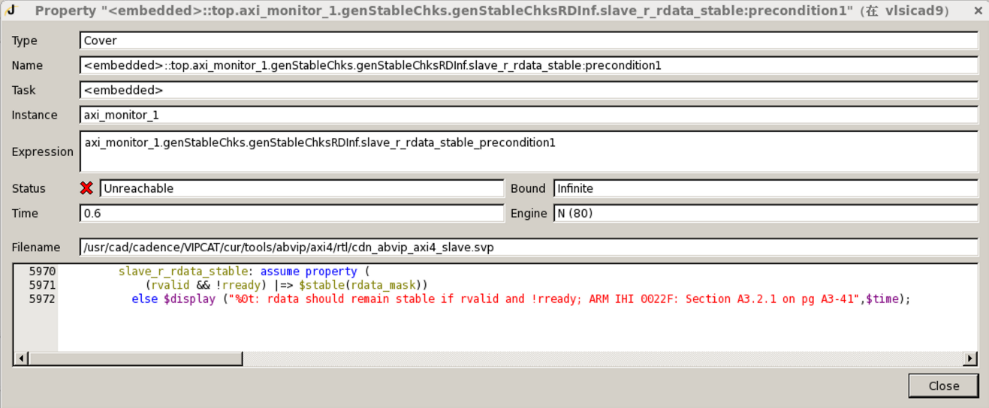 Property "<embedded>::top.axi_monitor_1.genStableChks.genStableChksRDInf.slave_r_rdata_stable:precondition1" (在 vlsicad9)
Type Cover
Name <embedded>::top.axi_monitor_1.genStableChks.genStableChksRDInf.slave_r_rdata_stable:precondition1
Task <embedded>
Instance axi_monitor_1
Expression axi_monitor_1.genStableChks.genStableChksRDInf.slave_r_rdata_stable_precondition1
Status Unreachable Bound Infinite
Time 0.6 Engine N (80)
Filename /usr/cad/cadence/VIPCAT/cur/tools/abvip/axi4/rtl/cdn_abvip_axi4_slave.svp
5970 slave_r_rdata_stable: assume property (
5971 (rvalid && !rready) |=> $stable(rdata_mask))
5972 else $display ("%0t: rdata should remain stable if rvalid and !rready; ARM IHI 0022F: Section A3.2.1 on pg A3-41",$time);
Close